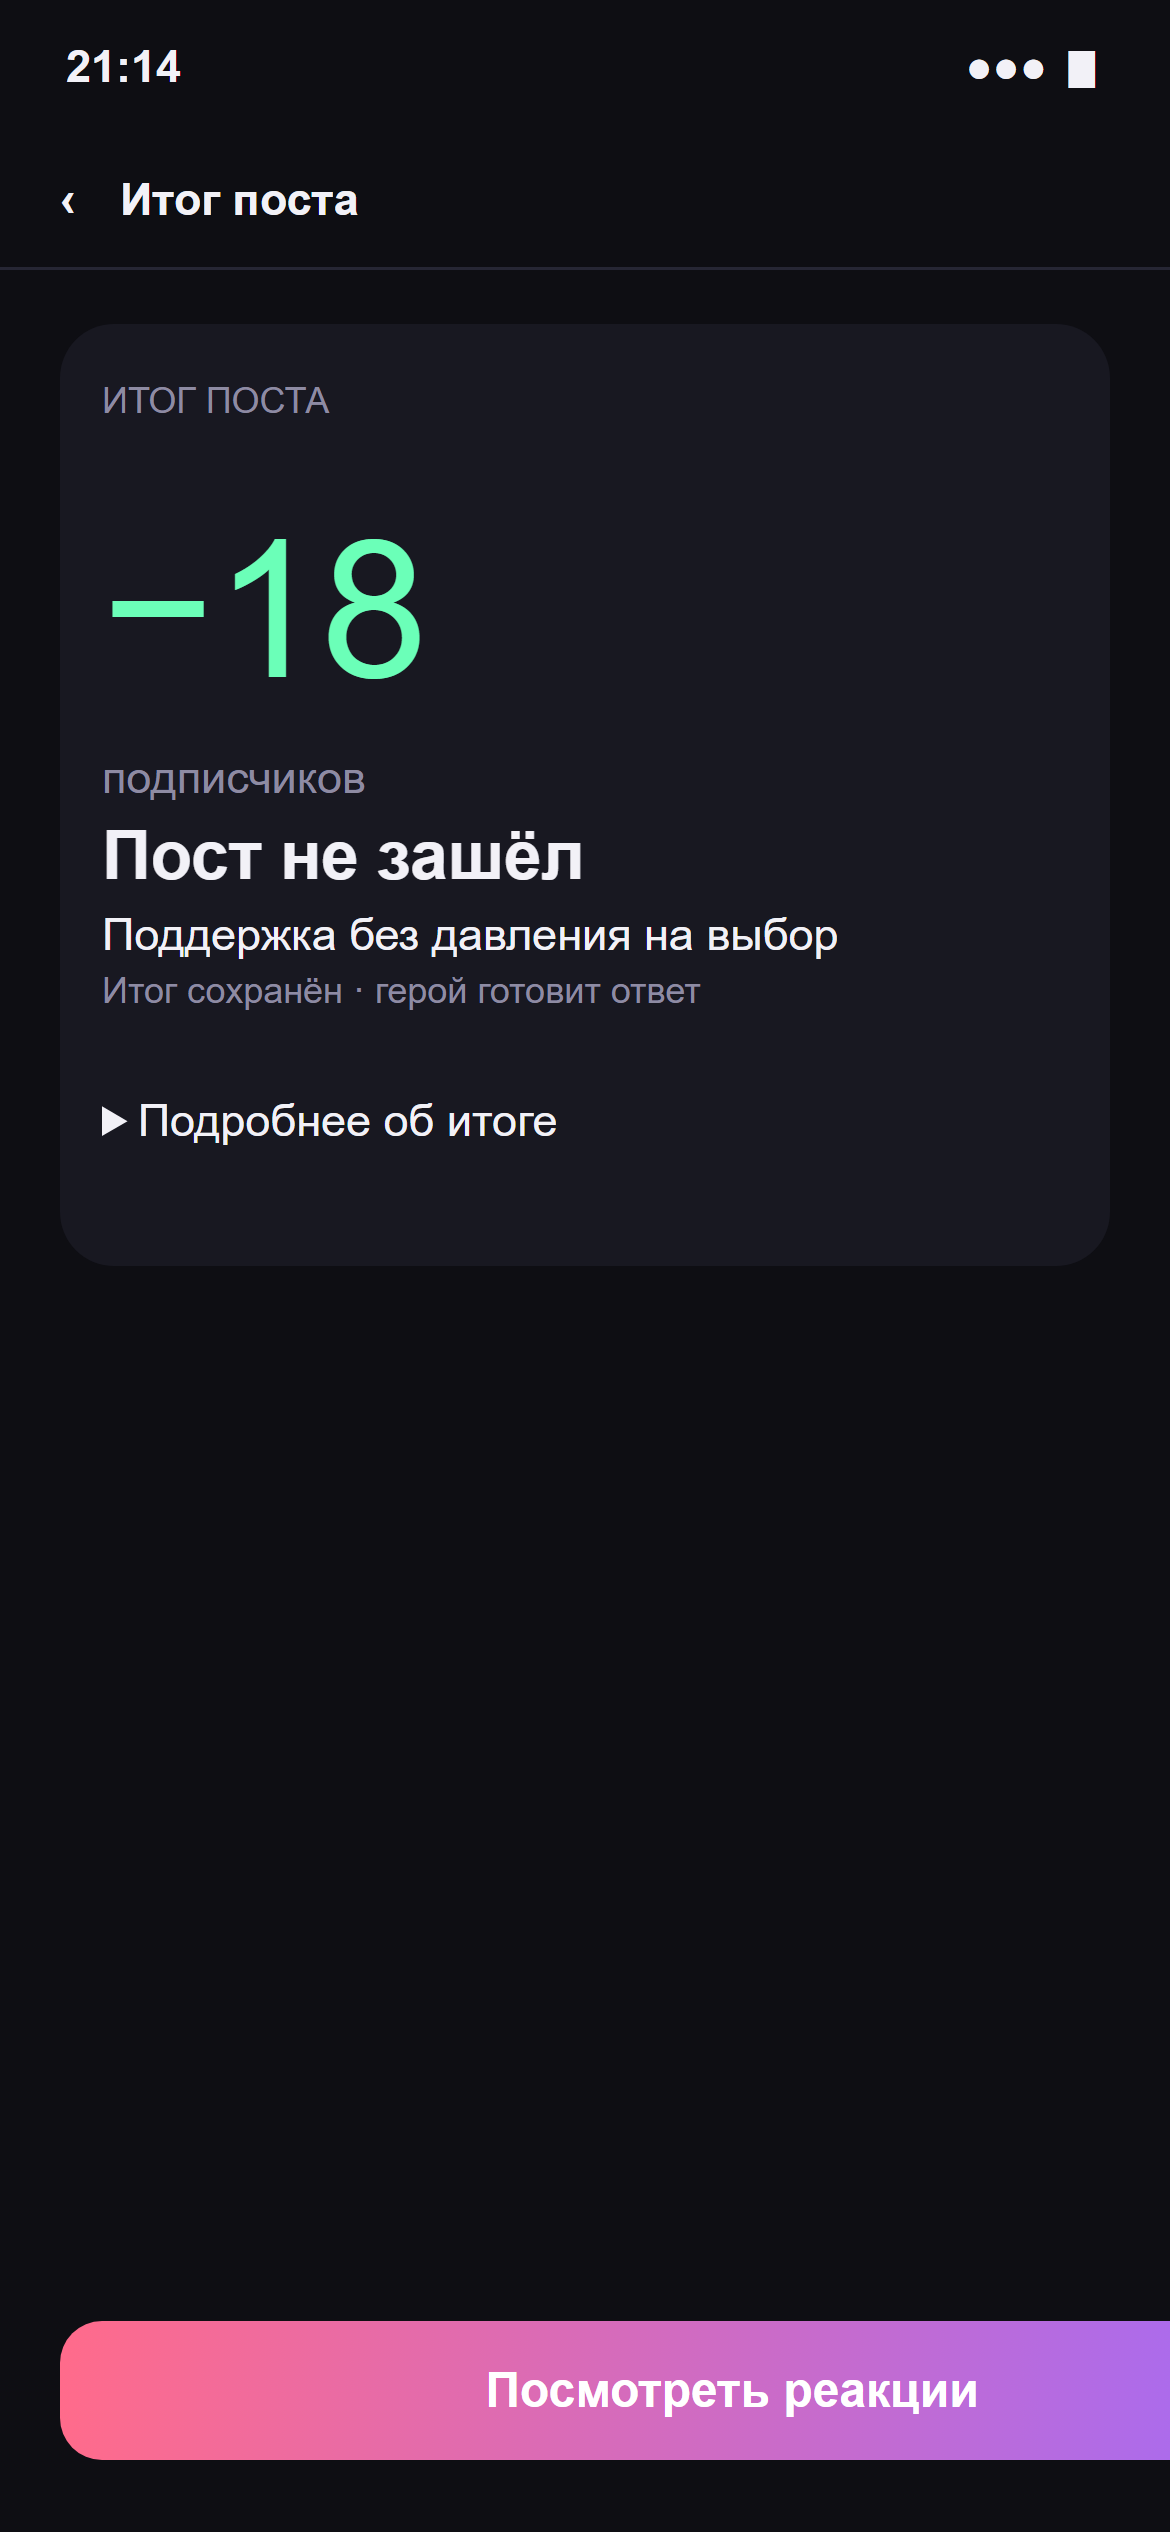 21:14
‹ Итог поста
ИТОГ ПОСТА
−18
подписчиков
Пост не зашёл
Поддержка без давления на выбор
Итог сохранён · герой готовит ответ
▶ Подробнее об итоге
Посмотреть реакции